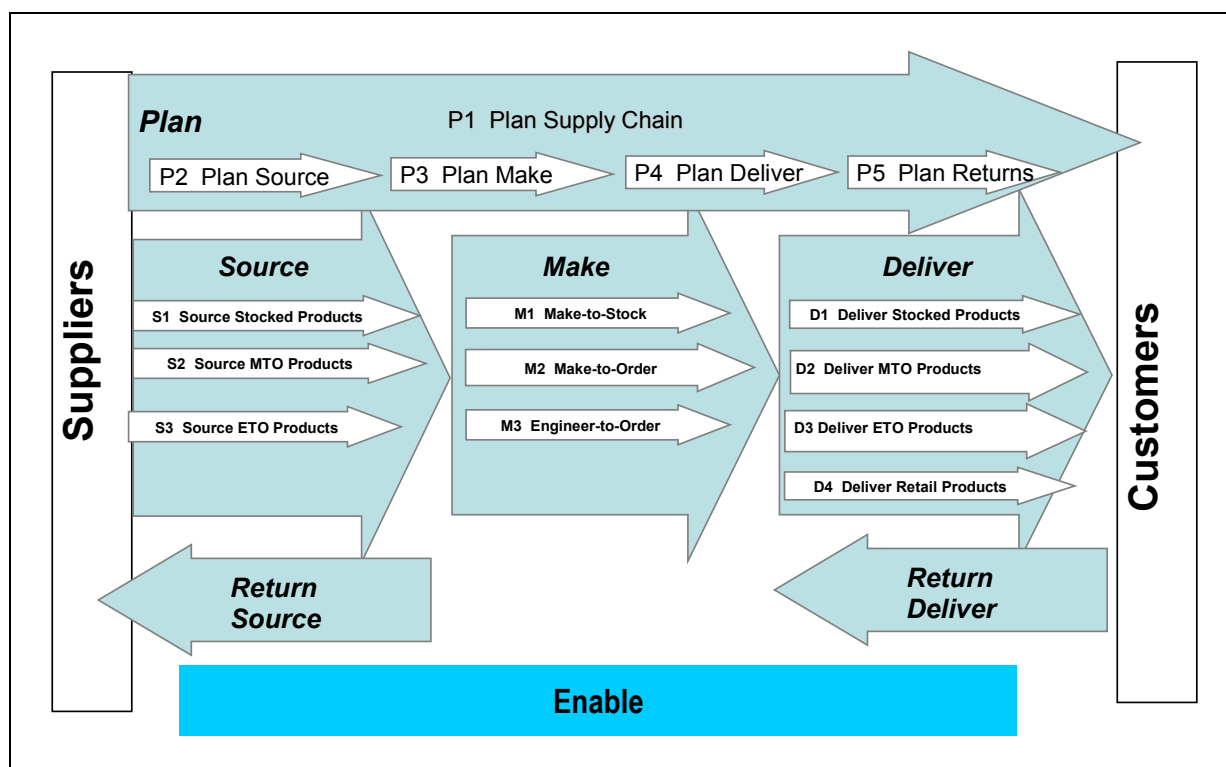 Suppliers
Plan
P1 Plan Supply Chain
P2 Plan Source
P3 Plan Make
P4 Plan Deliver
P5 Plan Returns
Source
S1 Source Stocked Products
S2 Source MTO Products
S3 Source ETO Products
Make
M1 Make-to-Stock
M2 Make-to-Order
M3 Engineer-to-Order
Deliver
D1 Deliver Stocked Products
D2 Deliver MTO Products
D3 Deliver ETO Products
D4 Deliver Retail Products
Return
Source
Return
Deliver
Enable
Customers